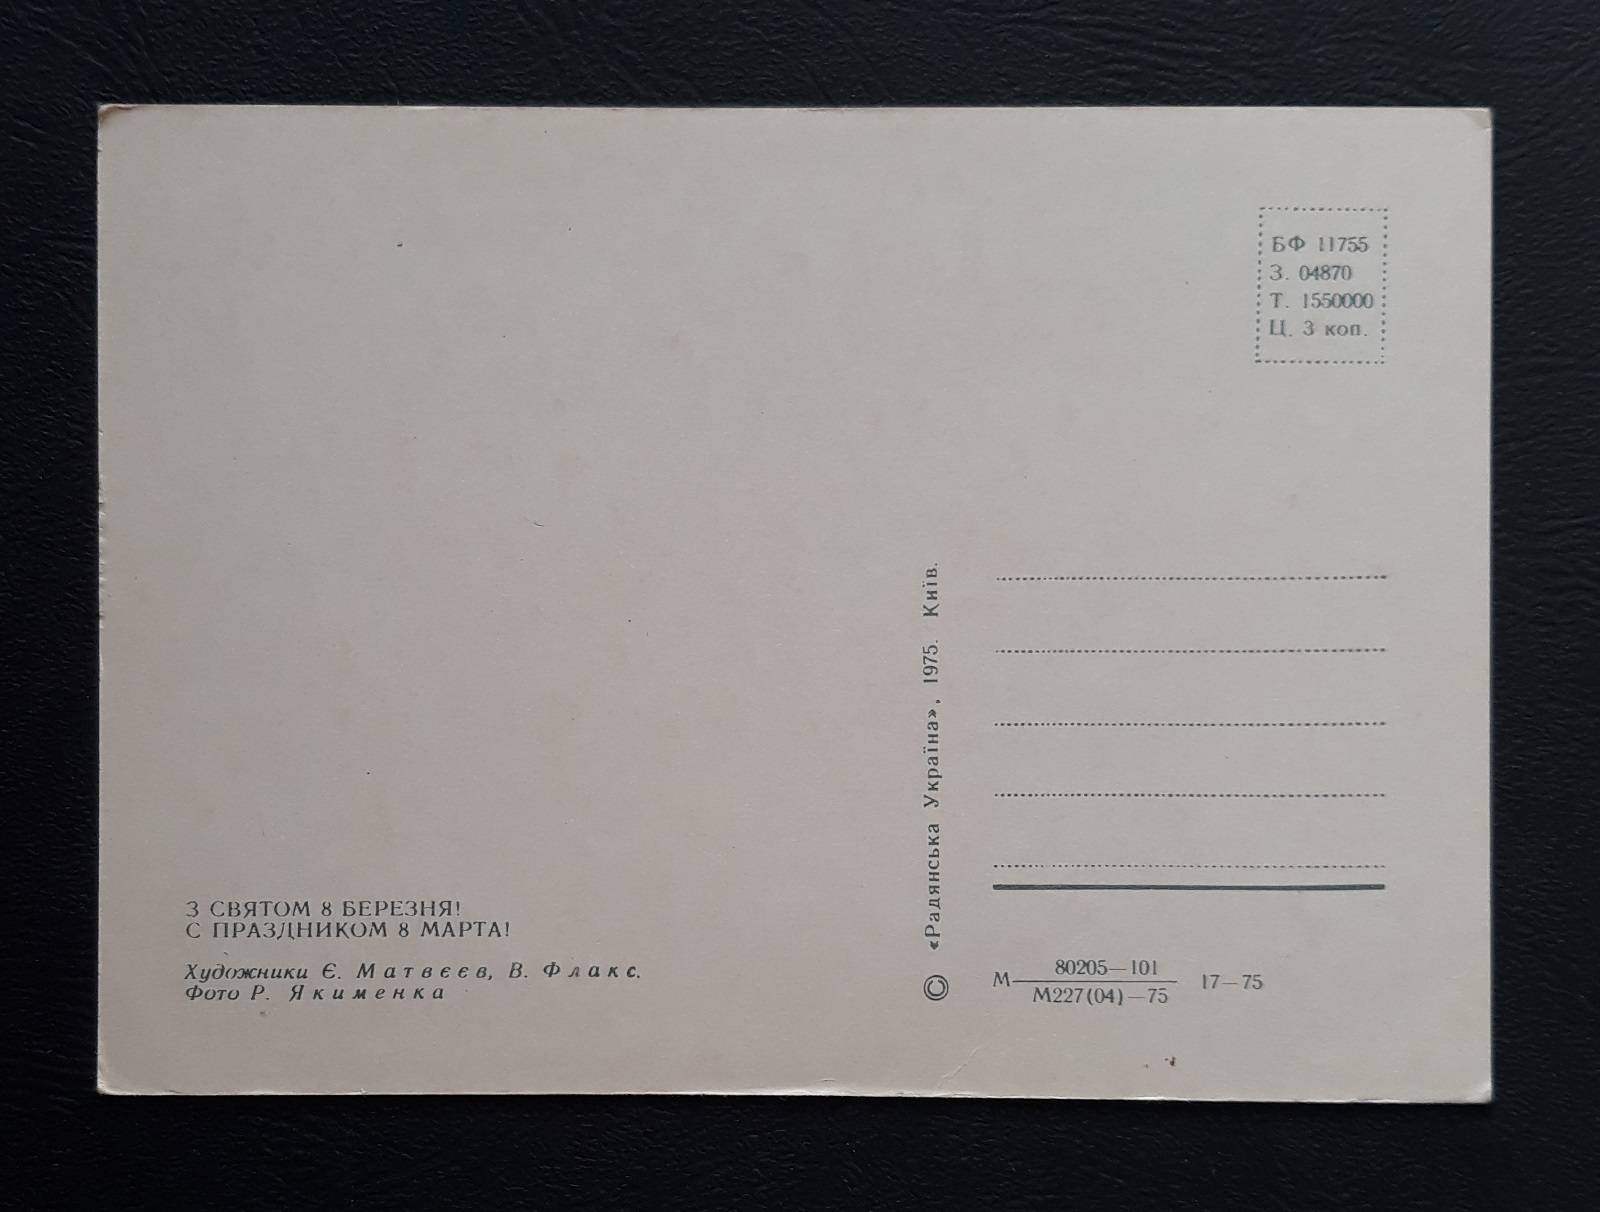 БФ 11755
З. 04870
Т. 1550000
Ц. 3 коп.
З СВЯТОМ 8 БЕРЕЗНЯ!
С ПРАЗДНИКОМ 8 МАРТА!
Художники Є. Матвєєв, В. Флакс.
Фото Р. Якименка
© «Радянська Україна», 1975. Київ.
М 80205—101
М227(04)—75 17—75